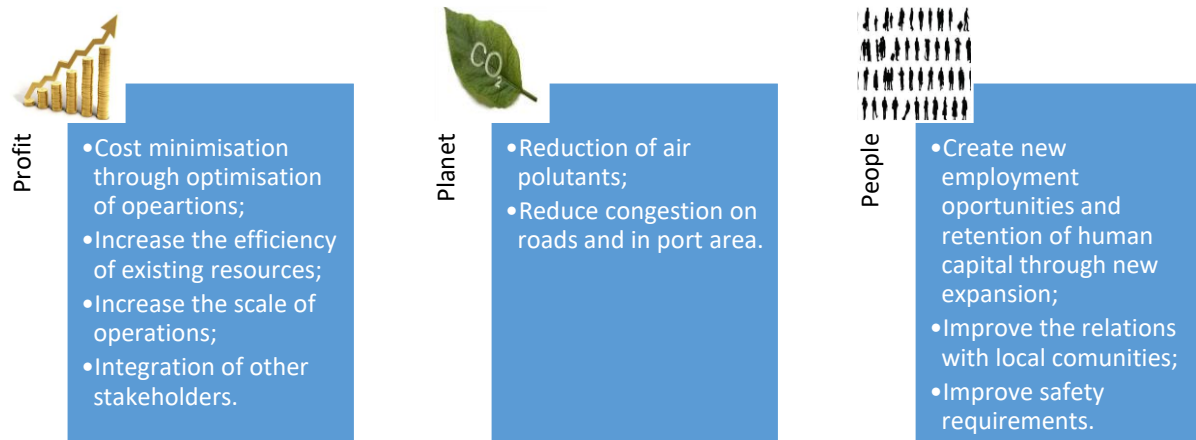 Profit
•Cost minimisation
through optimisation
of opeartions;
•Increase the efficiency
of existing resources;
•Increase the scale of
operations;
•Integration of other
stakeholders.
CO2
Planet
•Reduction of air
polutants;
•Reduce congestion on
roads and in port area.
People
•Create new
employment
oportunities and
retention of human
capital through new
expansion;
•Improve the relations
with local comunities;
•Improve safety
requirements.